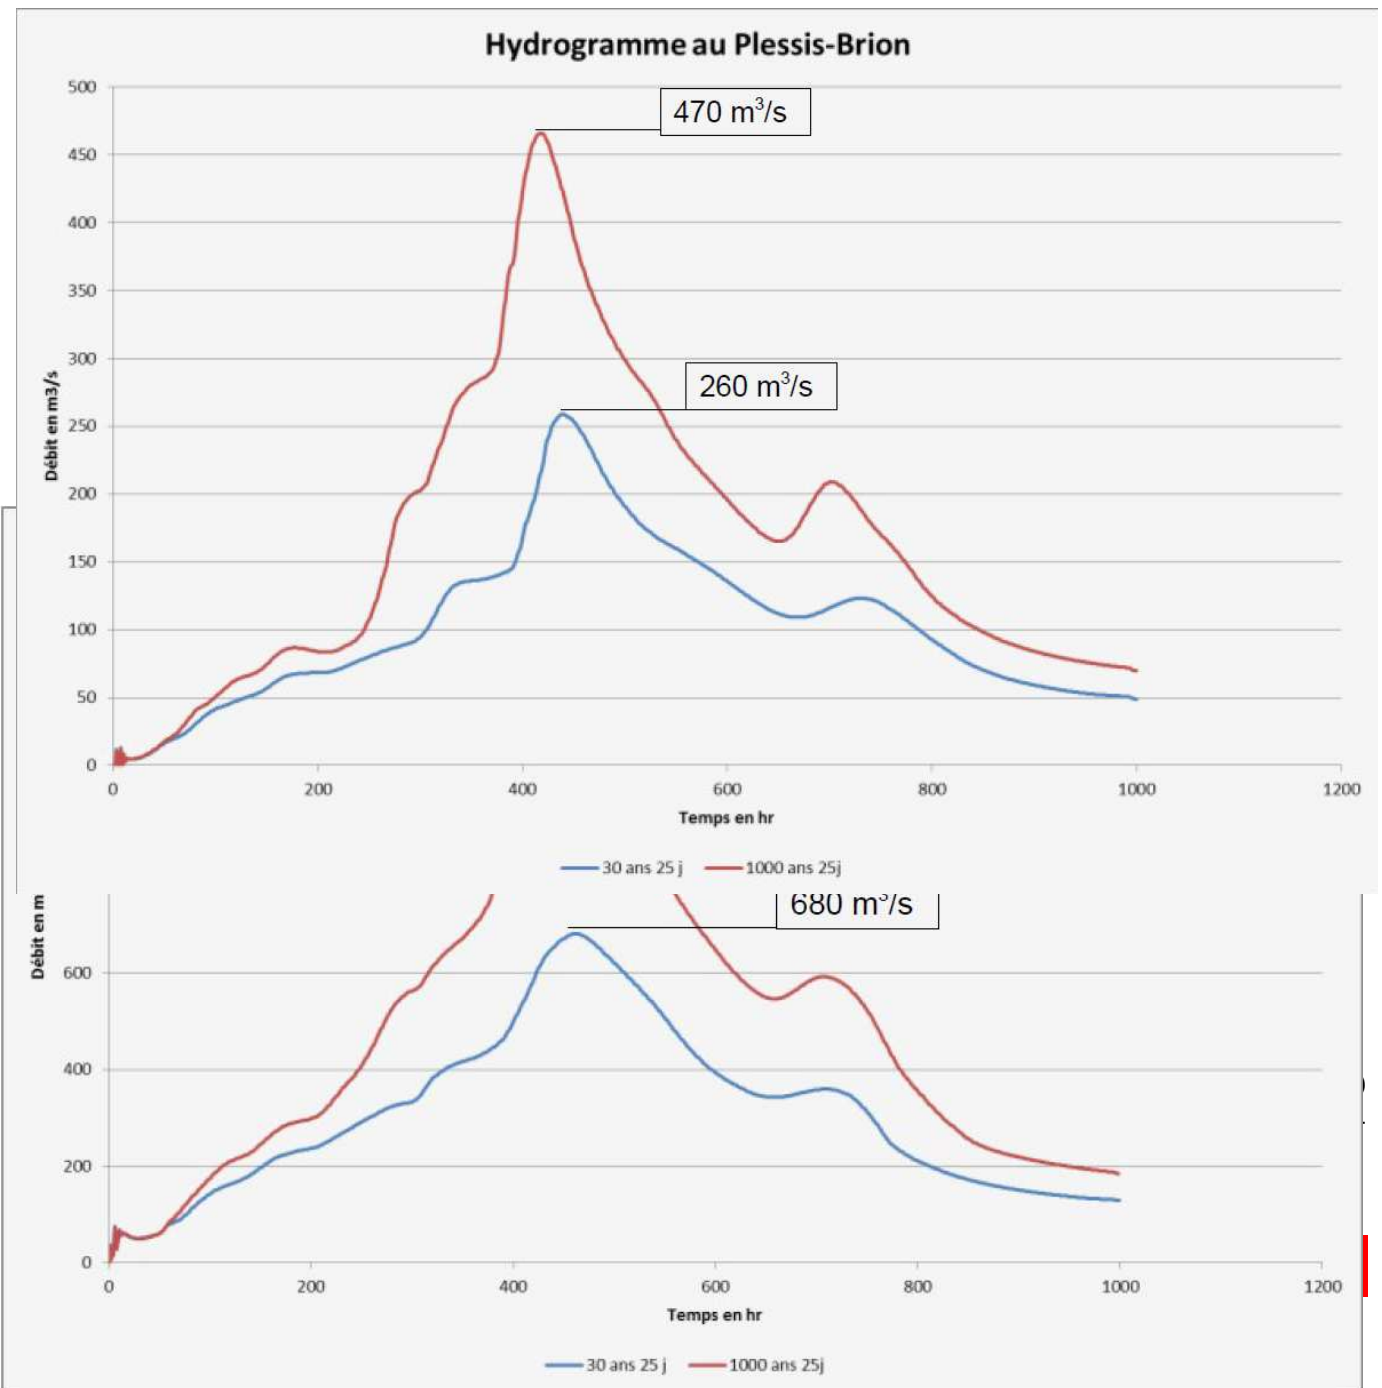 Hydrogramme au Plessis-Brion
500
470 m³/s
450
400
350
300
260 m³/s
250
200
150
100
50
0
Débit en m3/s
0 200 400 600 800 1000 1200
Temps en hr
30 ans 25 j 1000 ans 25j
680 m³/s
Débit en m
600
400
200
0
0 200 400 600 800 1000 1200
Temps en hr
30 ans 25 j 1000 ans 25j